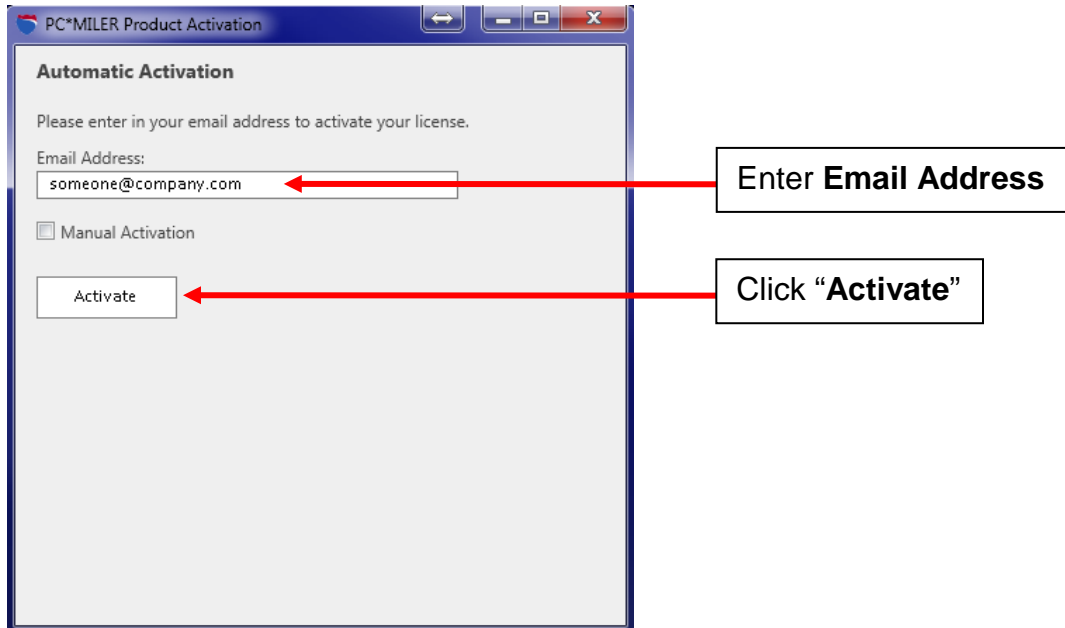 PC*MILER Product Activation
Automatic Activation
Please enter in your email address to activate your license.
Email Address:
someone@company.com
Enter Email Address
Manual Activation
Activate
Click “Activate”